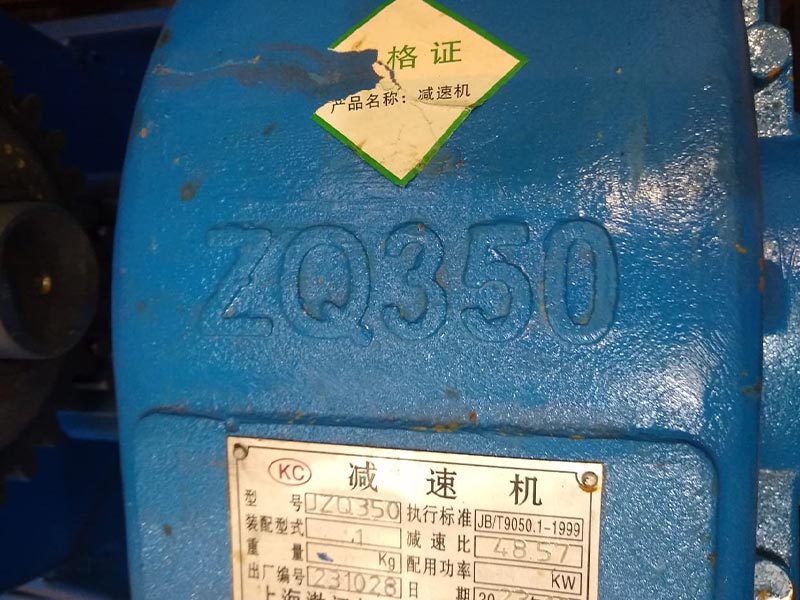 格证
产品名称：减速机
ZQ350
KC 减速机
型号 JZQ350 执行标准 JB/T9050.1-1999
装配型式 .1 减速比 48.57
重量 Kg 配用功率 KW
出厂编号 231028 日期
上海